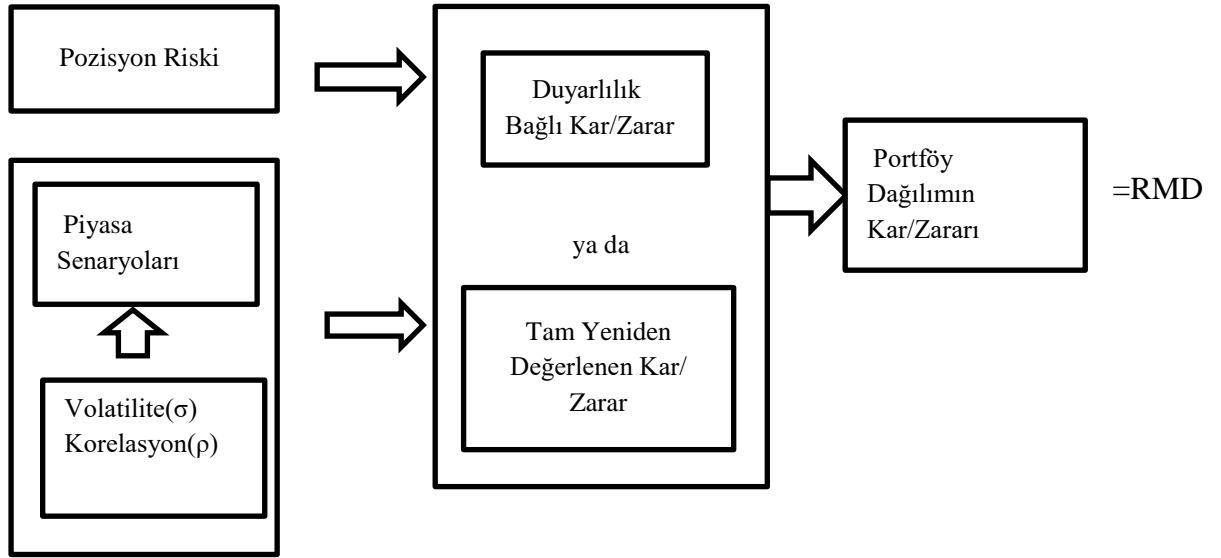 Pozisyon Riski
Piyasa
Senaryoları
Volatilite(σ)
Korelasyon(ρ)
Duyarlılık
Bağlı Kar/Zarar
ya da
Tam Yeniden
Değerlenen Kar/
Zarar
Portföy
Dağılımın
Kar/Zararı
=RMD